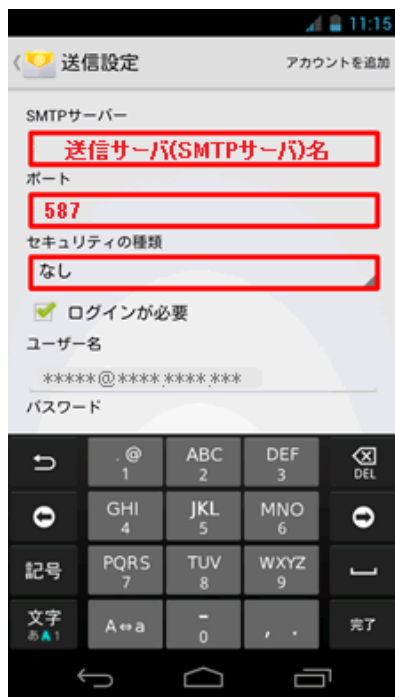 11:15
送信設定 アカウントを追加
SMTPサーバー
送信サーバ(SMTPサーバ)名
ポート
587
セキュリティの種類
なし
ログインが必要
ユーザー名
*****@****.****.***
パスワード
.@ ABC DEF
1 2 3 DEL
GHI JKL MNO
4 5 6
記号 PQRS TUV WXYZ
7 8 9
文字 A⇔a - , . 完了
あA1 0